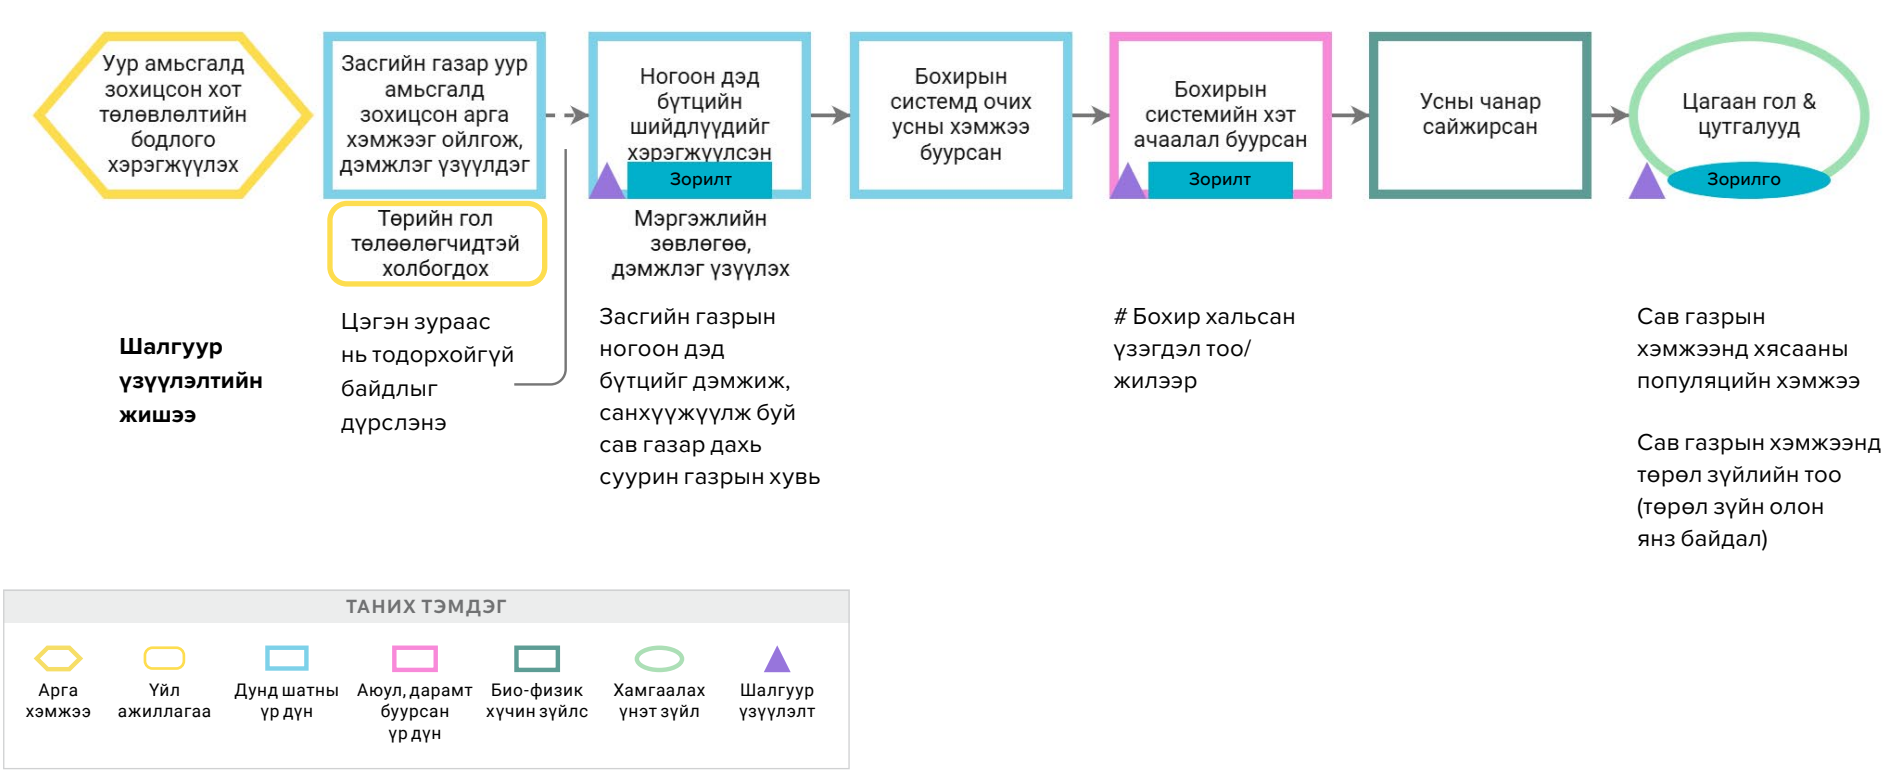 Уур амьсгалд
зохицсон хот
төлөвлөлтийн
бодлого
хэрэгжүүлэх
Засгийн газар уур
амьсгалд
зохицсон арга
хэмжээг ойлгож,
дэмжлэг үзүүлдэг
Төрийн гол
төлөөлөгчидтэй
холбогдох
Ногоон дэд
бүтцийн
шийдлүүдийг
хэрэгжүүлсэн
Зорилт
Мэргэжлийн
зөвлөгөө,
дэмжлэг үзүүлэх
Бохирын
системд очих
усны хэмжээ
буурсан
Бохирын
системийн хэт
ачаалал буурсан
Зорилт
Усны чанар
сайжирсан
Цагаан гол &
цутгалууд
Зорилго
Шалгуур
үзүүлэлтийн
жишээ
Цэгэн зураас
нь тодорхойгүй
байдлыг
дүрслэнэ
Засгийн газрын
ногоон дэд
бүтцийг дэмжиж,
санхүүжүүлж буй
сав газар дахь
суурин газрын хувь
# Бохир хальсан
үзэгдэл тоо/
жилээр
Сав газрын
хэмжээнд хясааны
популяцийн хэмжээ
Сав газрын хэмжээнд
төрөл зүйлийн тоо
(төрөл зүйн олон
янз байдал)
ТАНИХ ТЭМДЭГ
Арга
хэмжээ
Үйл
ажиллагаа
Дунд шатны
үр дүн
Аюул, дарамт
буурсан
үр дүн
Био-физик
хүчин зүйлс
Хамгаалах
үнэт зүйл
Шалгуур
үзүүлэлт